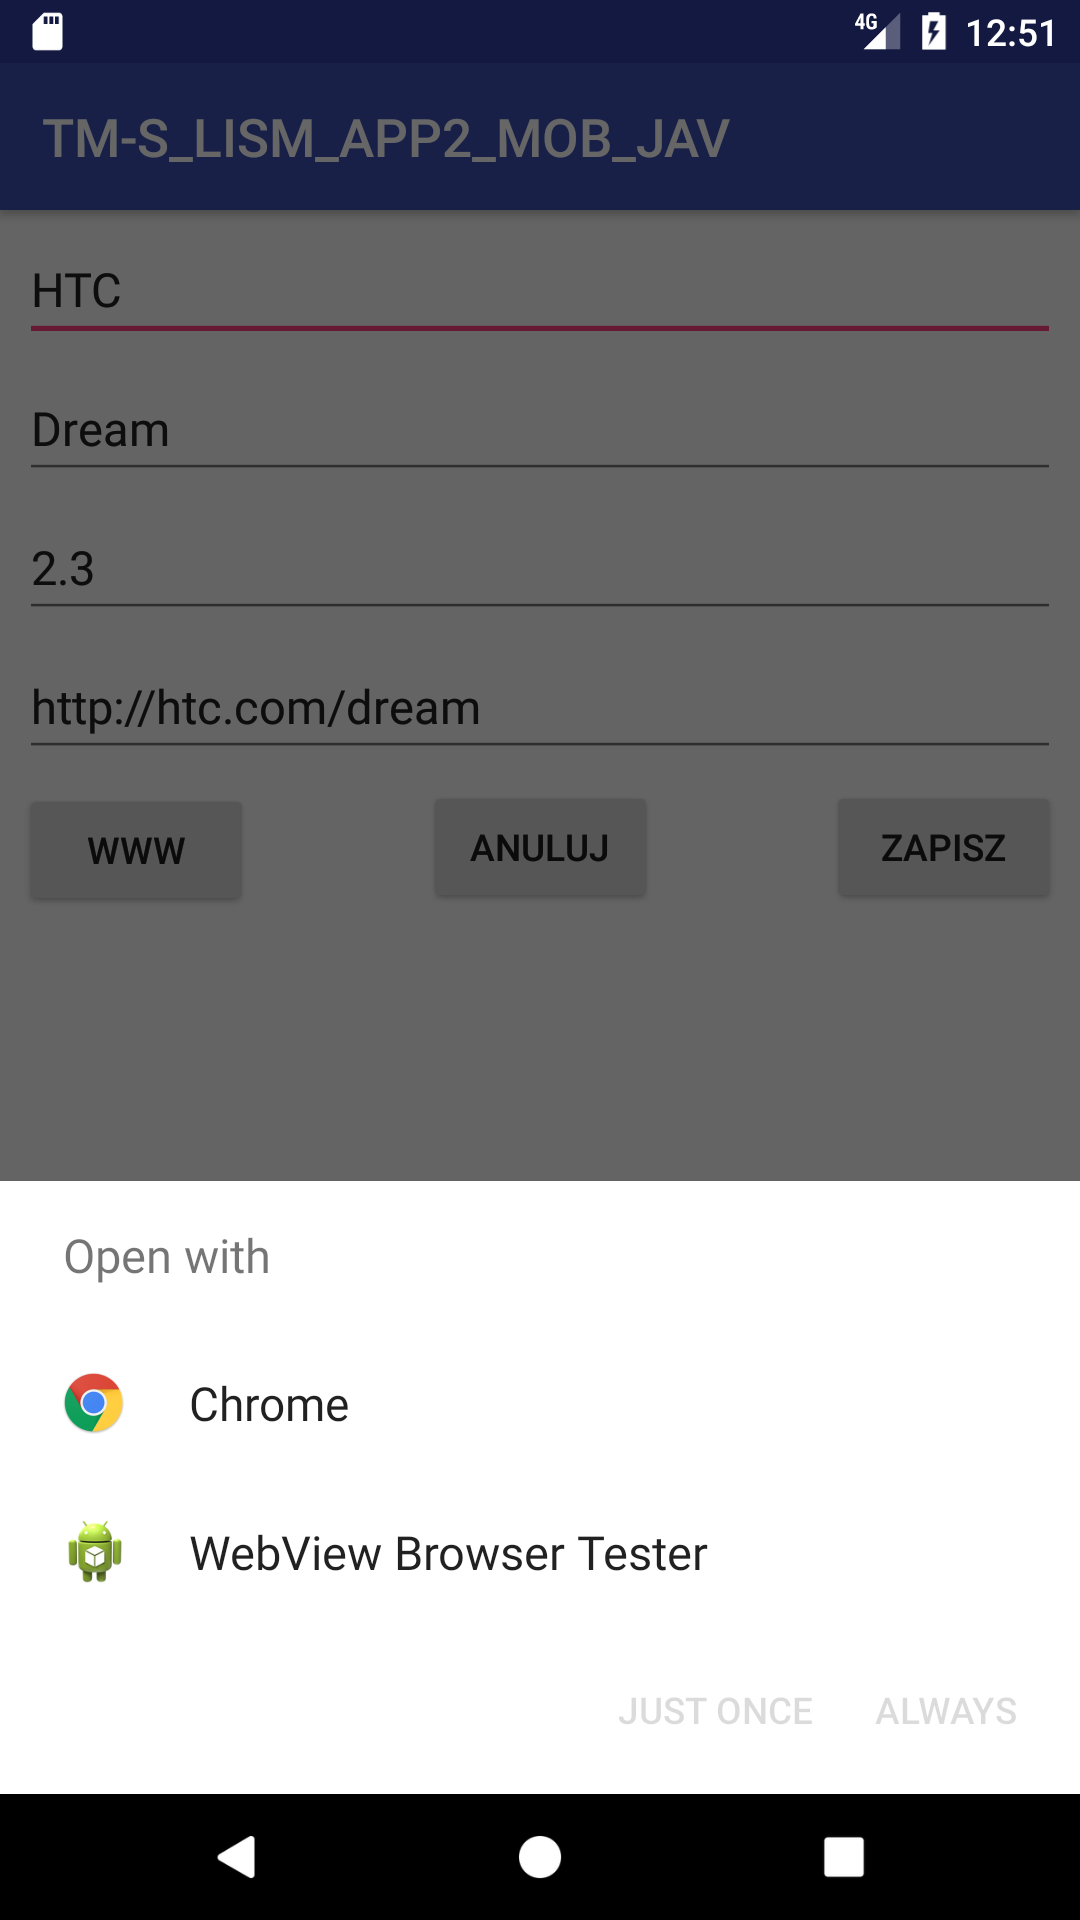 4G 12:51
TM-S_LISM_APP2_MOB_JAV
HTC
Dream
2.3
http://htc.com/dream
WWW ANULUJ ZAPISZ
Open with
Chrome
WebView Browser Tester
JUST ONCE ALWAYS